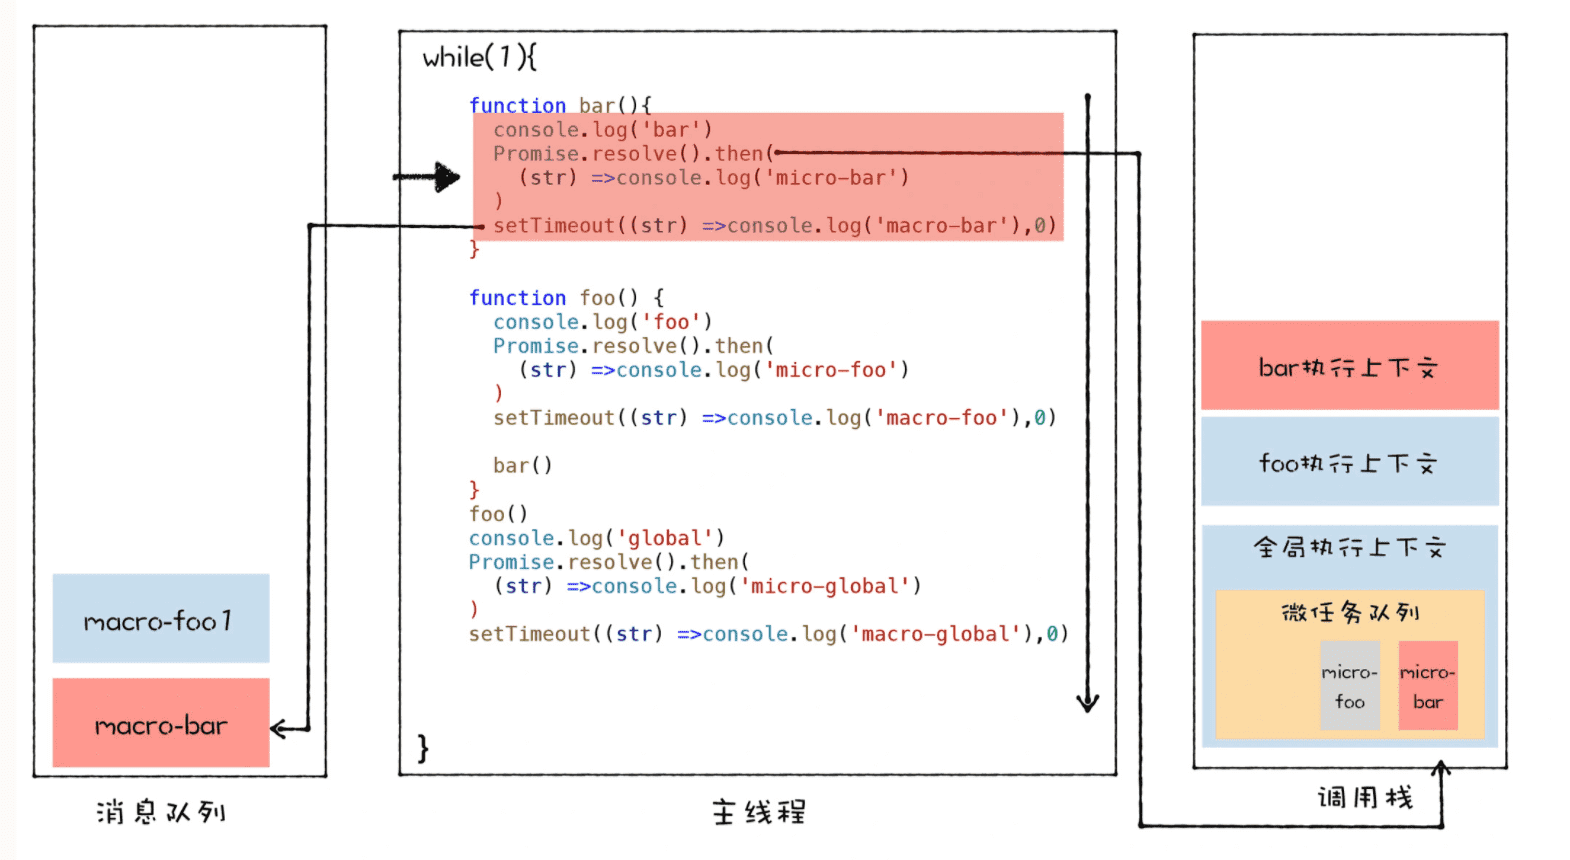 macro-foo1
macro-bar
消息队列
while(1){
function bar(){
console.log('bar')
Promise.resolve().then(
(str) =>console.log('micro-bar')
)
setTimeout((str) =>console.log('macro-bar'),0)
}
function foo() {
console.log('foo')
Promise.resolve().then(
(str) =>console.log('micro-foo')
)
setTimeout((str) =>console.log('macro-foo'),0)
bar()
}
foo()
console.log('global')
Promise.resolve().then(
(str) =>console.log('micro-global')
)
setTimeout((str) =>console.log('macro-global'),0)
}
主线程
bar执行上下文
foo执行上下文
全局执行上下文
微任务队列
micro-
foo
micro-
bar
调用栈